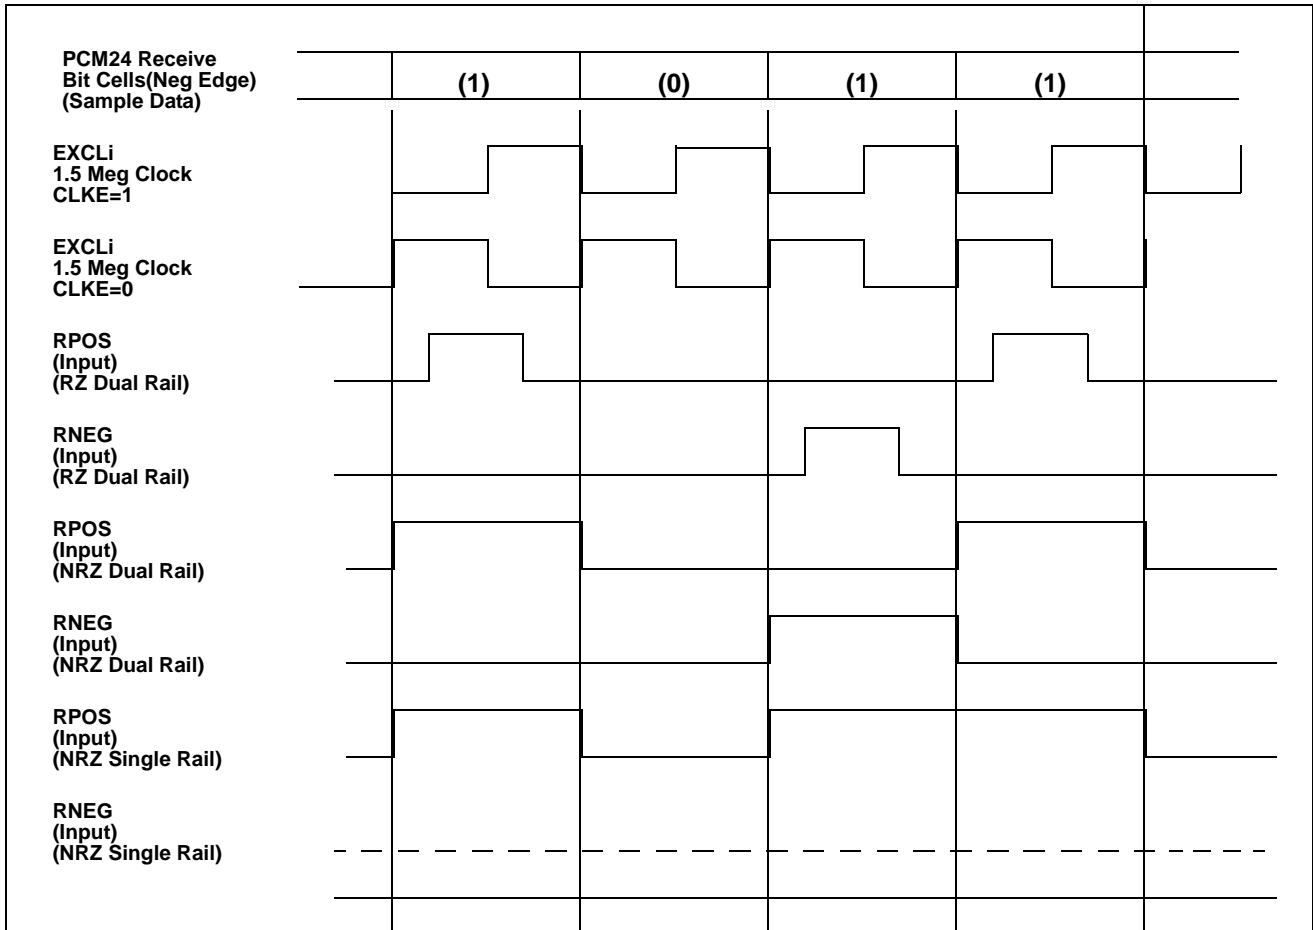 PCM24 Receive
Bit Cells(Neg Edge)
(Sample Data)
(1)
(0)
(1)
(1)
EXCLi
1.5 Meg Clock
CLKE=1
EXCLi
1.5 Meg Clock
CLKE=0
RPOS
(Input)
(RZ Dual Rail)
RNEG
(Input)
(RZ Dual Rail)
RPOS
(Input)
(NRZ Dual Rail)
RNEG
(Input)
(NRZ Dual Rail)
RPOS
(Input)
(NRZ Single Rail)
RNEG
(Input)
(NRZ Single Rail)